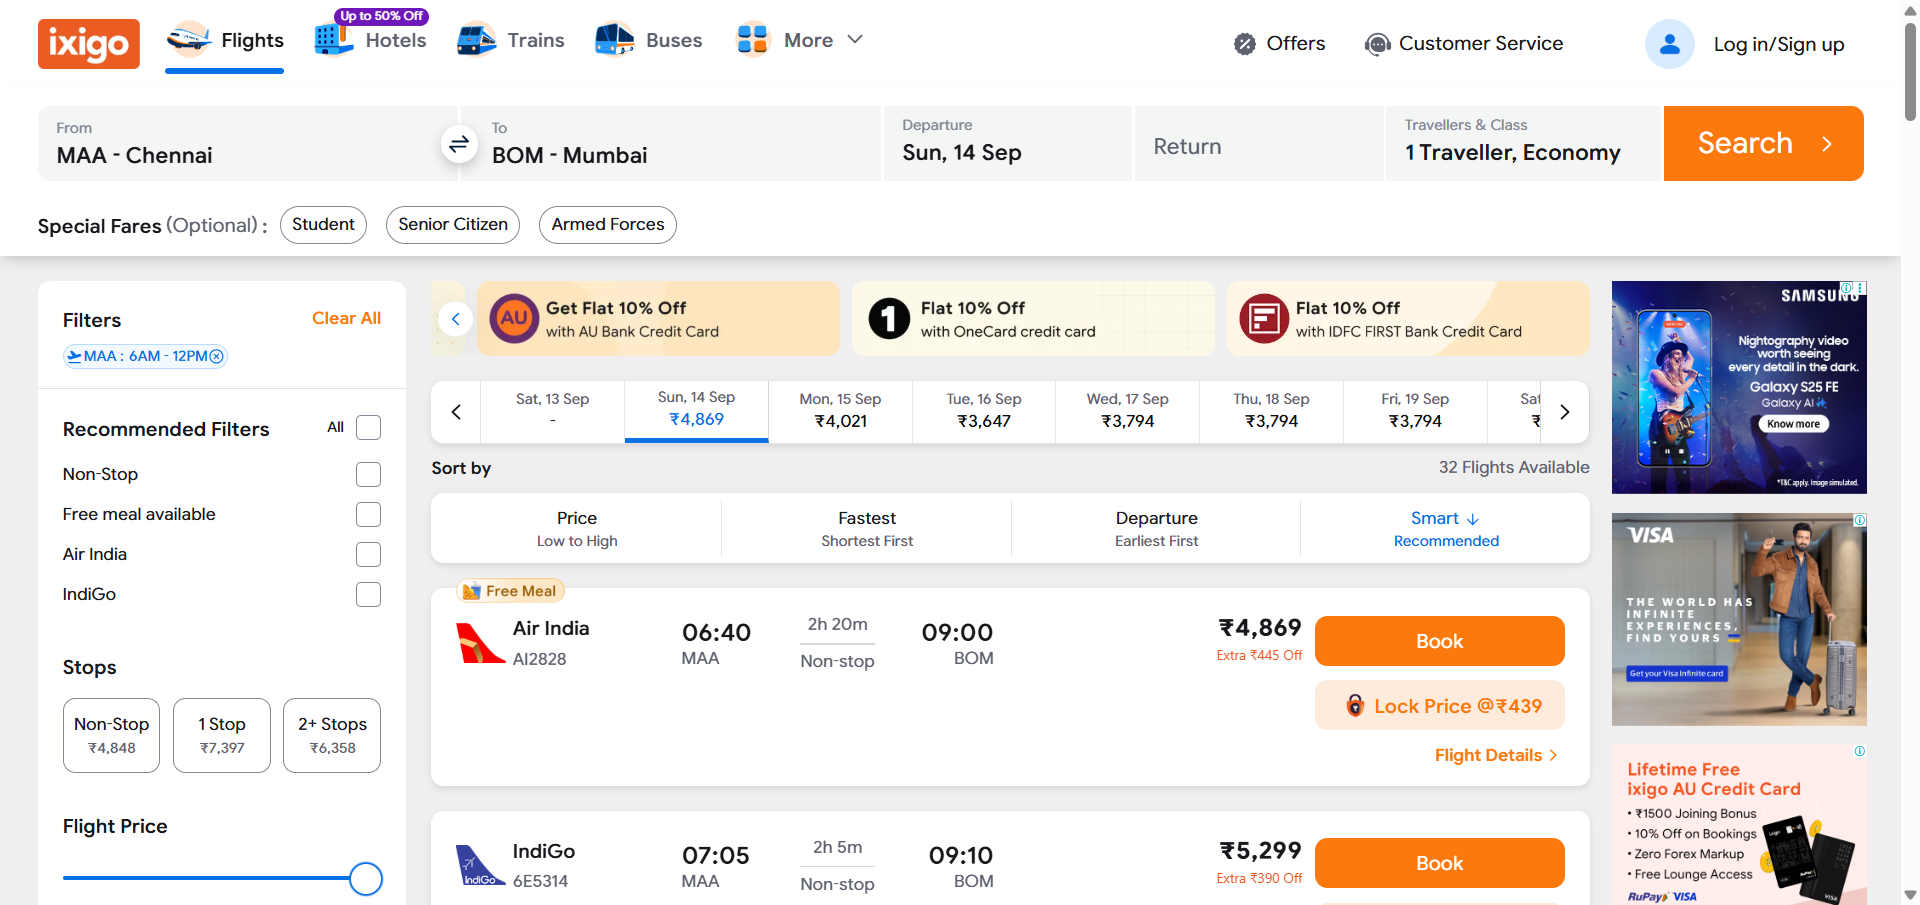 ixigo
Flights
Up to 50% Off
Hotels
Trains
Buses
More
Offers
Customer Service
Log in/Sign up
From
MAA - Chennai
To
BOM - Mumbai
Departure
Sun, 14 Sep
Return
Travellers & Class
1 Traveller, Economy
Search
Special Fares (Optional) :
Student
Senior Citizen
Armed Forces
Filters
Clear All
MAA : 6AM - 12PM
Recommended Filters
All
Non-Stop
Free meal available
Air India
IndiGo
Stops
Non-Stop
₹4,848
1 Stop
₹7,397
2+ Stops
₹6,358
Flight Price
AU
Get Flat 10% Off
with AU Bank Credit Card
1
Flat 10% Off
with OneCard credit card
Flat 10% Off
with IDFC FIRST Bank Credit Card
Sat, 13 Sep
-
Sun, 14 Sep
₹4,869
Mon, 15 Sep
₹4,021
Tue, 16 Sep
₹3,647
Wed, 17 Sep
₹3,794
Thu, 18 Sep
₹3,794
Fri, 19 Sep
₹3,794
Sat
₹
Sort by
32 Flights Available
Price
Low to High
Fastest
Shortest First
Departure
Earliest First
Smart
Recommended
Free Meal
Air India
AI2828
06:40
MAA
2h 20m
Non-stop
09:00
BOM
₹4,869
Extra ₹445 Off
Book
Lock Price @₹439
Flight Details
IndiGo
IndiGo
6E5314
07:05
MAA
2h 5m
Non-stop
09:10
BOM
₹5,299
Extra ₹390 Off
Book
SAMSUNG
Nightography video
worth seeing
every detail in the dark.
Galaxy S25 FE
Galaxy AI
Know more
*T&C apply. Image simulated.
VISA
THE WORLD HAS
INFINITE
EXPERIENCES,
FIND YOURS
Get your Visa Infinite card
Lifetime Free
ixigo AU Credit Card
• ₹1500 Joining Bonus
• 10% Off on Bookings
• Zero Forex Markup
• Free Lounge Access
RuPay VISA